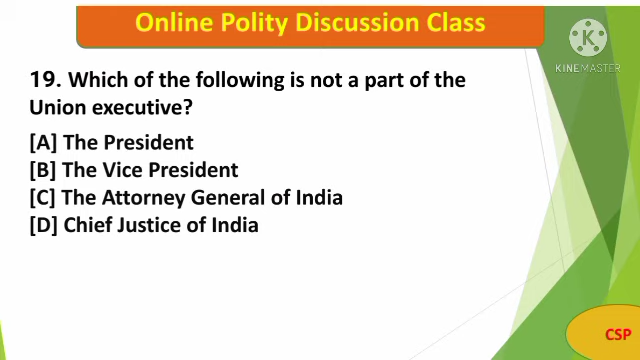 Online Polity Discussion Class
K
KINEMASTER
19. Which of the following is not a part of the
Union executive?
[A] The President
[B] The Vice President
[C] The Attorney General of India
[D] Chief Justice of India
CSP